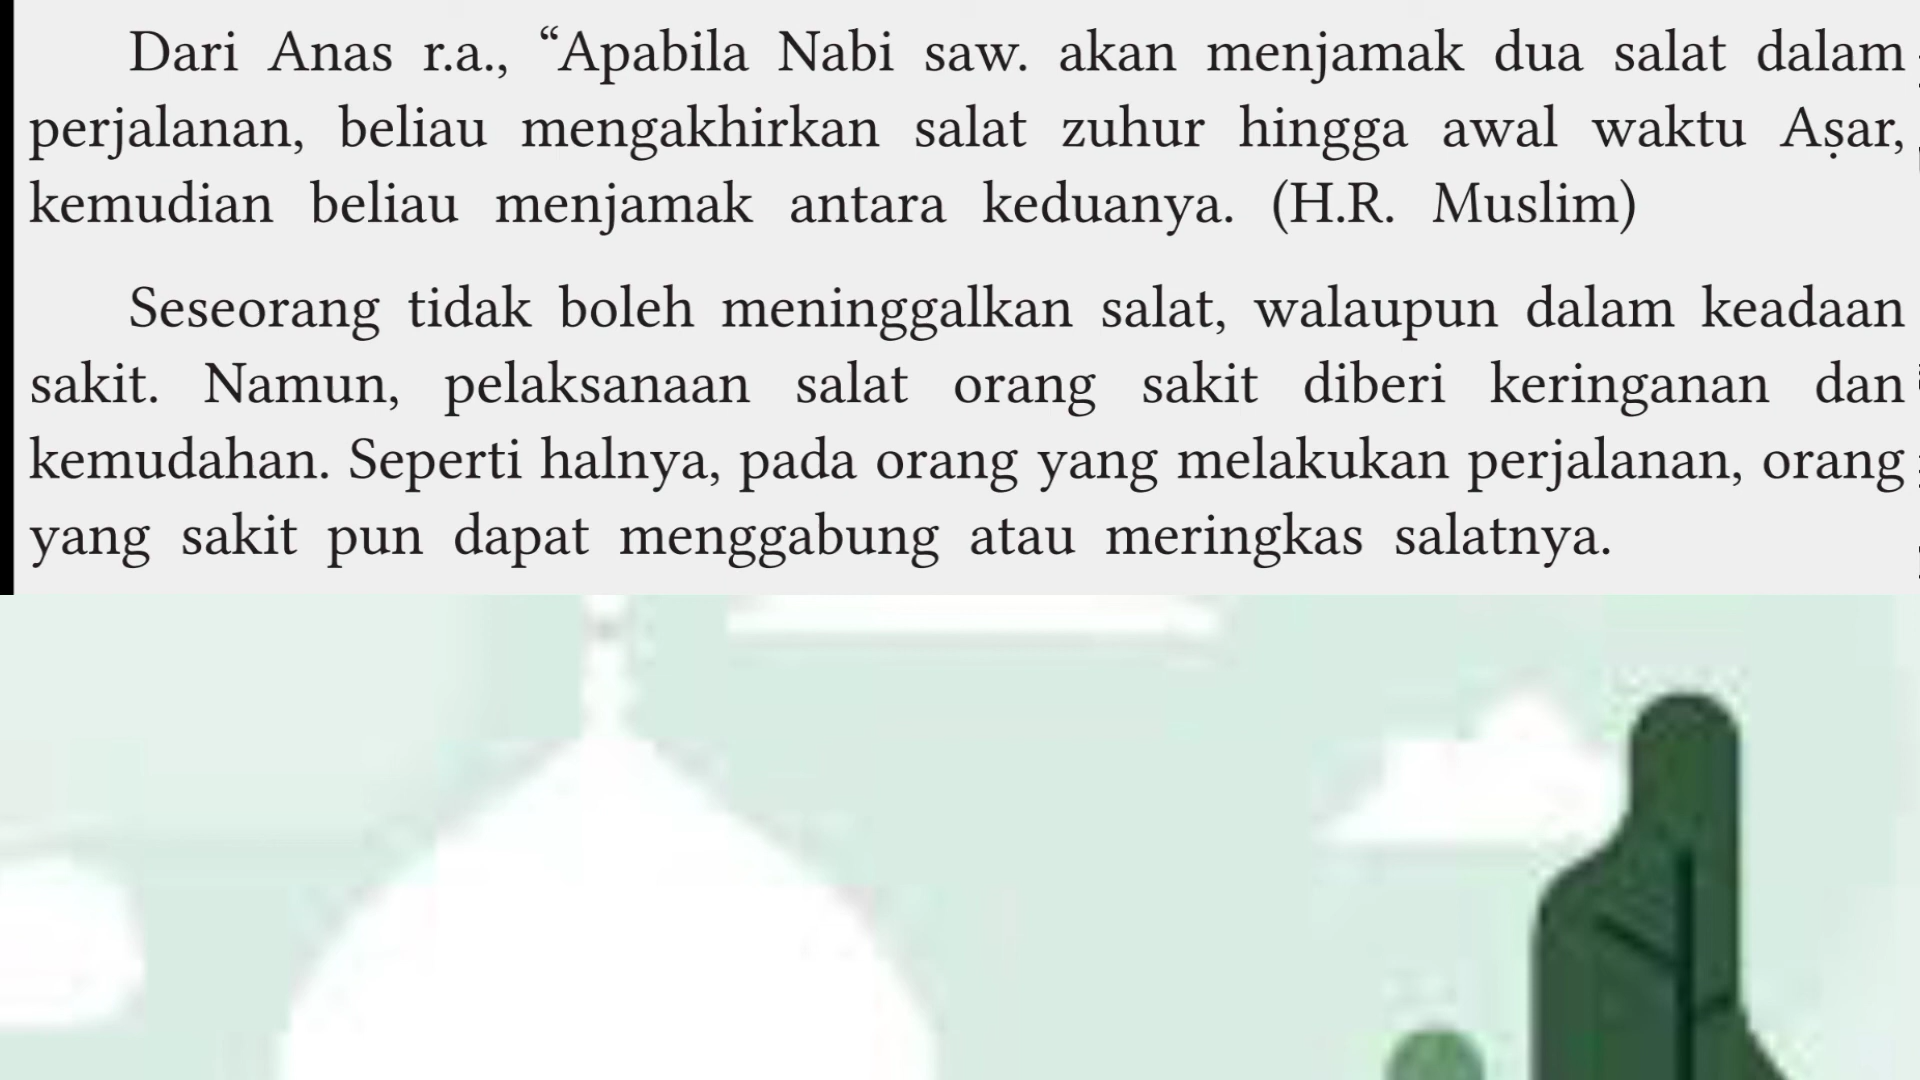 Dari Anas r.a., “Apabila Nabi saw. akan menjamak dua salat dalam
perjalanan, beliau mengakhirkan salat zuhur hingga awal waktu Aṣar,
kemudian beliau menjamak antara keduanya. (H.R. Muslim)
Seseorang tidak boleh meninggalkan salat, walaupun dalam keadaan
sakit. Namun, pelaksanaan salat orang sakit diberi keringanan dan
kemudahan. Seperti halnya, pada orang yang melakukan perjalanan, orang
yang sakit pun dapat menggabung atau meringkas salatnya.